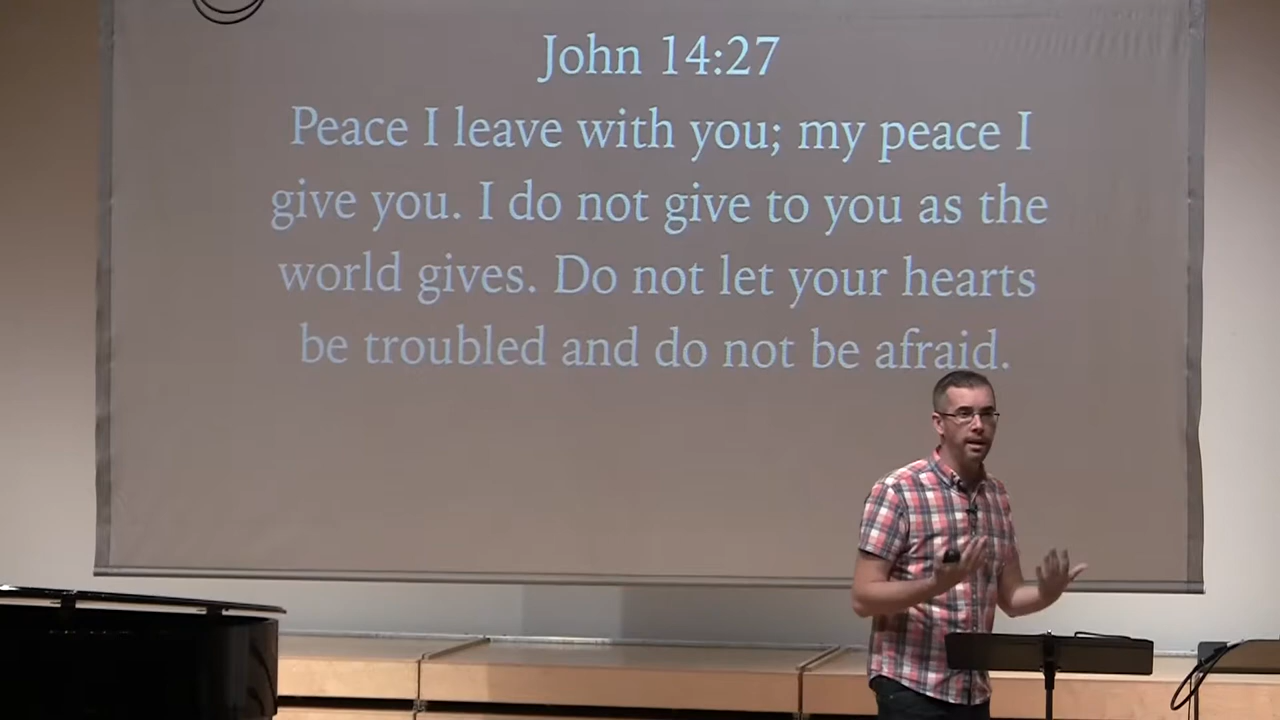 John 14:27
Peace I leave with you; my peace I
give you. I do not give to you as the
world gives. Do not let your hearts
be troubled and do not be afraid.